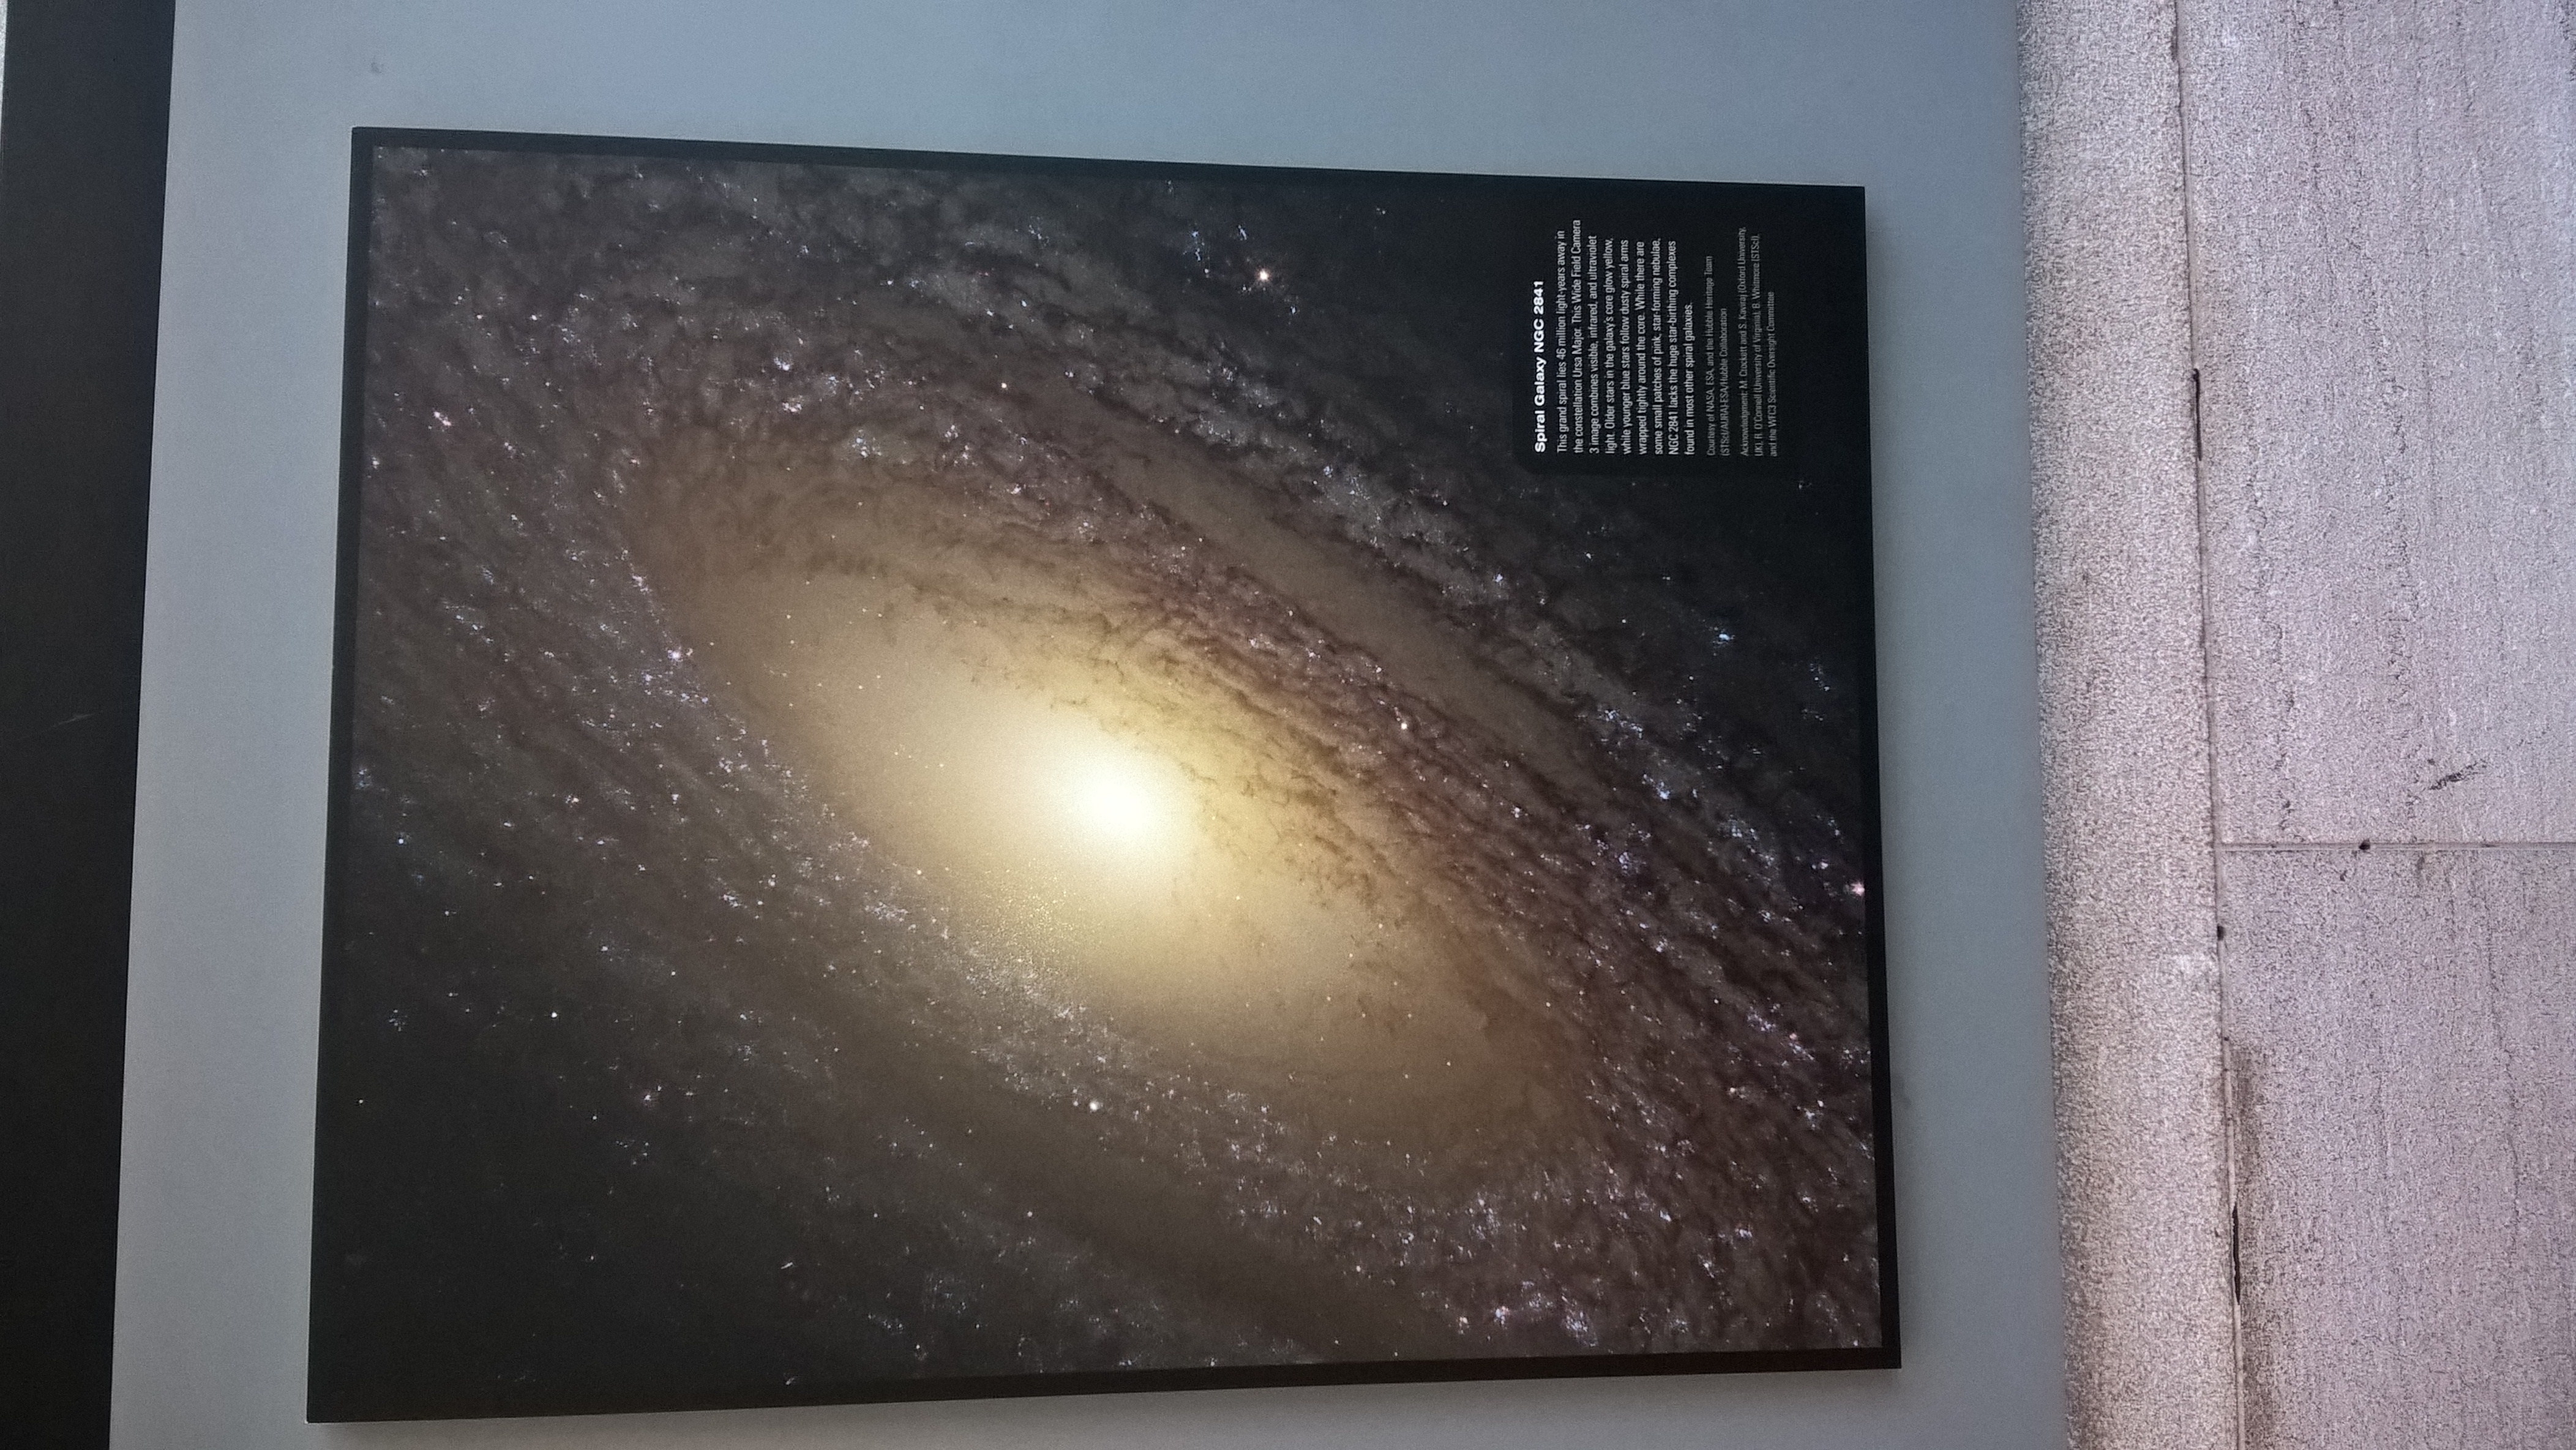 Spiral Galaxy NGC 2841
This grand spiral lies 46 million light-years away in
the constellation Ursa Major. This Wide Field Camera
3 image combines visible, infrared, and ultraviolet
light. Older stars in the galaxy's core glow yellow,
while younger blue stars follow dusty spiral arms
wrapped tightly around the core. While there are
some small patches of pink, star-forming nebulae,
NGC 2841 lacks the huge star-birthing complexes
found in most other spiral galaxies.
Courtesy of NASA, ESA, and the Hubble Heritage Team
(STScI/AURA)-ESA/Hubble Collaboration
Acknowledgment: M. Crockett and S. Kaviraj (Oxford University,
UK), R. O'Connell (University of Virginia), B. Whitmore (STScI),
and the WFC3 Scientific Oversight Committee